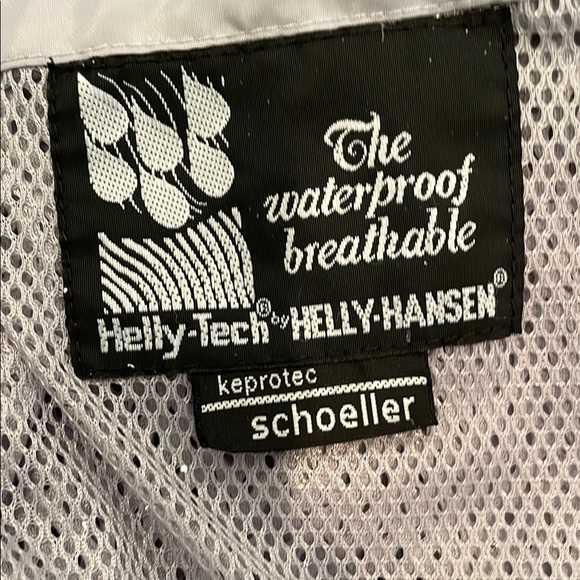 The
waterproof
breathable
Helly-Tech® by HELLY-HANSEN®
keprotec
schoeller